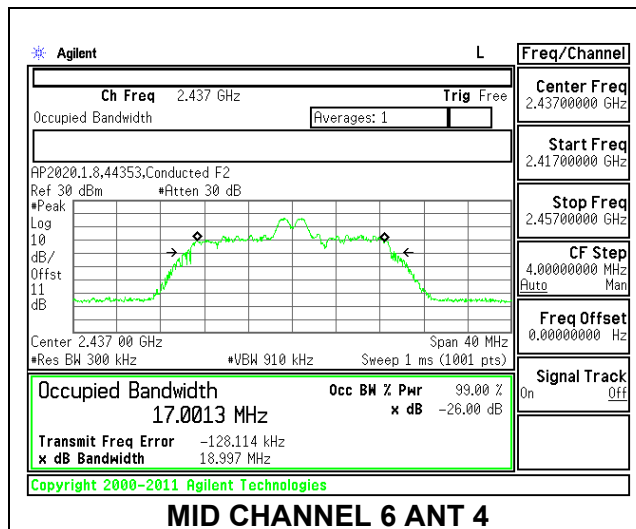 Agilent L Freq/Channel
Ch Freq 2.437 GHz Trig Free
Occupied Bandwidth Averages: 1
AP2020.1.8,44353,Conducted F2
Ref 30 dBm #Atten 30 dB
#Peak
Log
10
dB/
Offst
11
dB
Center 2.437 00 GHz Span 40 MHz
#Res BW 300 kHz #VBW 910 kHz Sweep 1 ms (1001 pts)
Occupied Bandwidth Occ BW % Pwr 99.00 %
17.0013 MHz x dB -26.00 dB
Transmit Freq Error -128.114 kHz
x dB Bandwidth 18.997 MHz
Copyright 2000-2011 Agilent Technologies
Center Freq
2.43700000 GHz
Start Freq
2.41700000 GHz
Stop Freq
2.45700000 GHz
CF Step
4.00000000 MHz
Auto Man
Freq Offset
0.00000000 Hz
Signal Track
On Off
MID CHANNEL 6 ANT 4